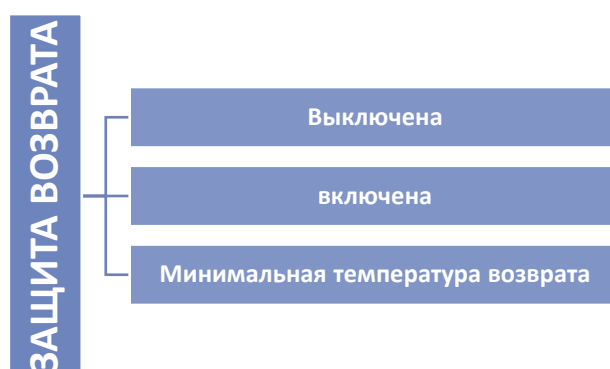 ЗАЩИТА ВОЗВРАТА
Выключена
включена
Минимальная температура возврата